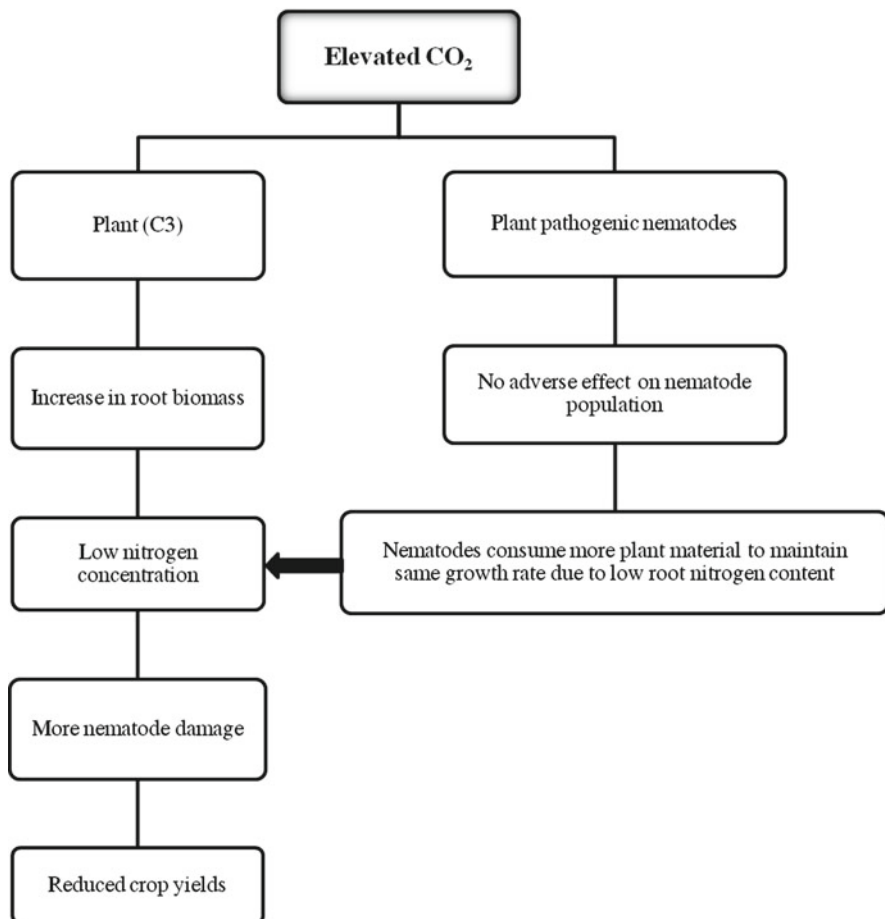 Elevated CO₂
Plant (C3)
Plant pathogenic nematodes
Increase in root biomass
No adverse effect on nematode
population
Low nitrogen
concentration
Nematodes consume more plant material to maintain
same growth rate due to low root nitrogen content
More nematode damage
Reduced crop yields